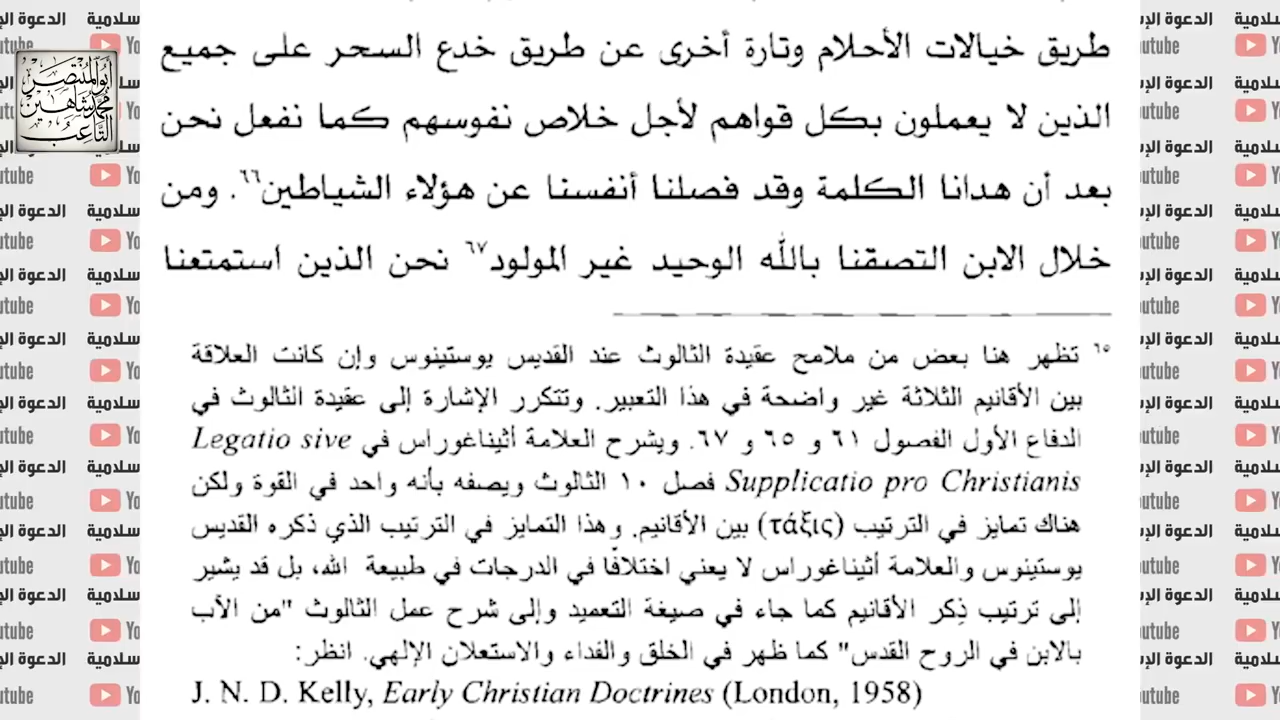 طريق خيالات الأحلام وتارة أخرى عن طريق خدع السحر على جميع
الذين لا يعملون بكل قواهم لأجل خلاص نفوسهم كما نفعل نحن
بعد أن هدانا الكلمة وقد فصلنا أنفسنا عن هؤلاء الشياطين٦٦. ومن
خلال الابن التصقنا بالله الوحيد غير المولود٦٧ نحن الذين استمتعنا
٦٥ تظهر هنا بعض من ملامح عقيدة الثالوث عند القديس يوستينوس وإن كانت العلاقة
بين الأقانيم الثلاثة غير واضحة في هذا التعبير. وتتكرر الإشارة إلى عقيدة الثالوث في
الدفاع الأول الفصول ٦١ و ٦٥ و ٦٧. ويشرح العلامة أثيناغوراس في Legatio sive
Supplicatio pro Christianis فصل ١٠ الثالوث ويصفه بأنه واحد في القوة ولكن
هناك تمايز في الترتيب (τάξις) بين الأقانيم. وهذا التمايز في الترتيب الذي ذكره القديس
يوستينوس والعلامة أثيناغوراس لا يعني اختلافًا في الدرجات في طبيعة الله، بل قد يشير
إلى ترتيب ذِكر الأقانيم كما جاء في صيغة التعميد وإلى شرح عمل الثالوث "من الآب
بالابن في الروح القدس" كما ظهر في الخلق والفداء والاستعلان الإلهي. انظر:
J. N. D. Kelly, Early Christian Doctrines (London, 1958)